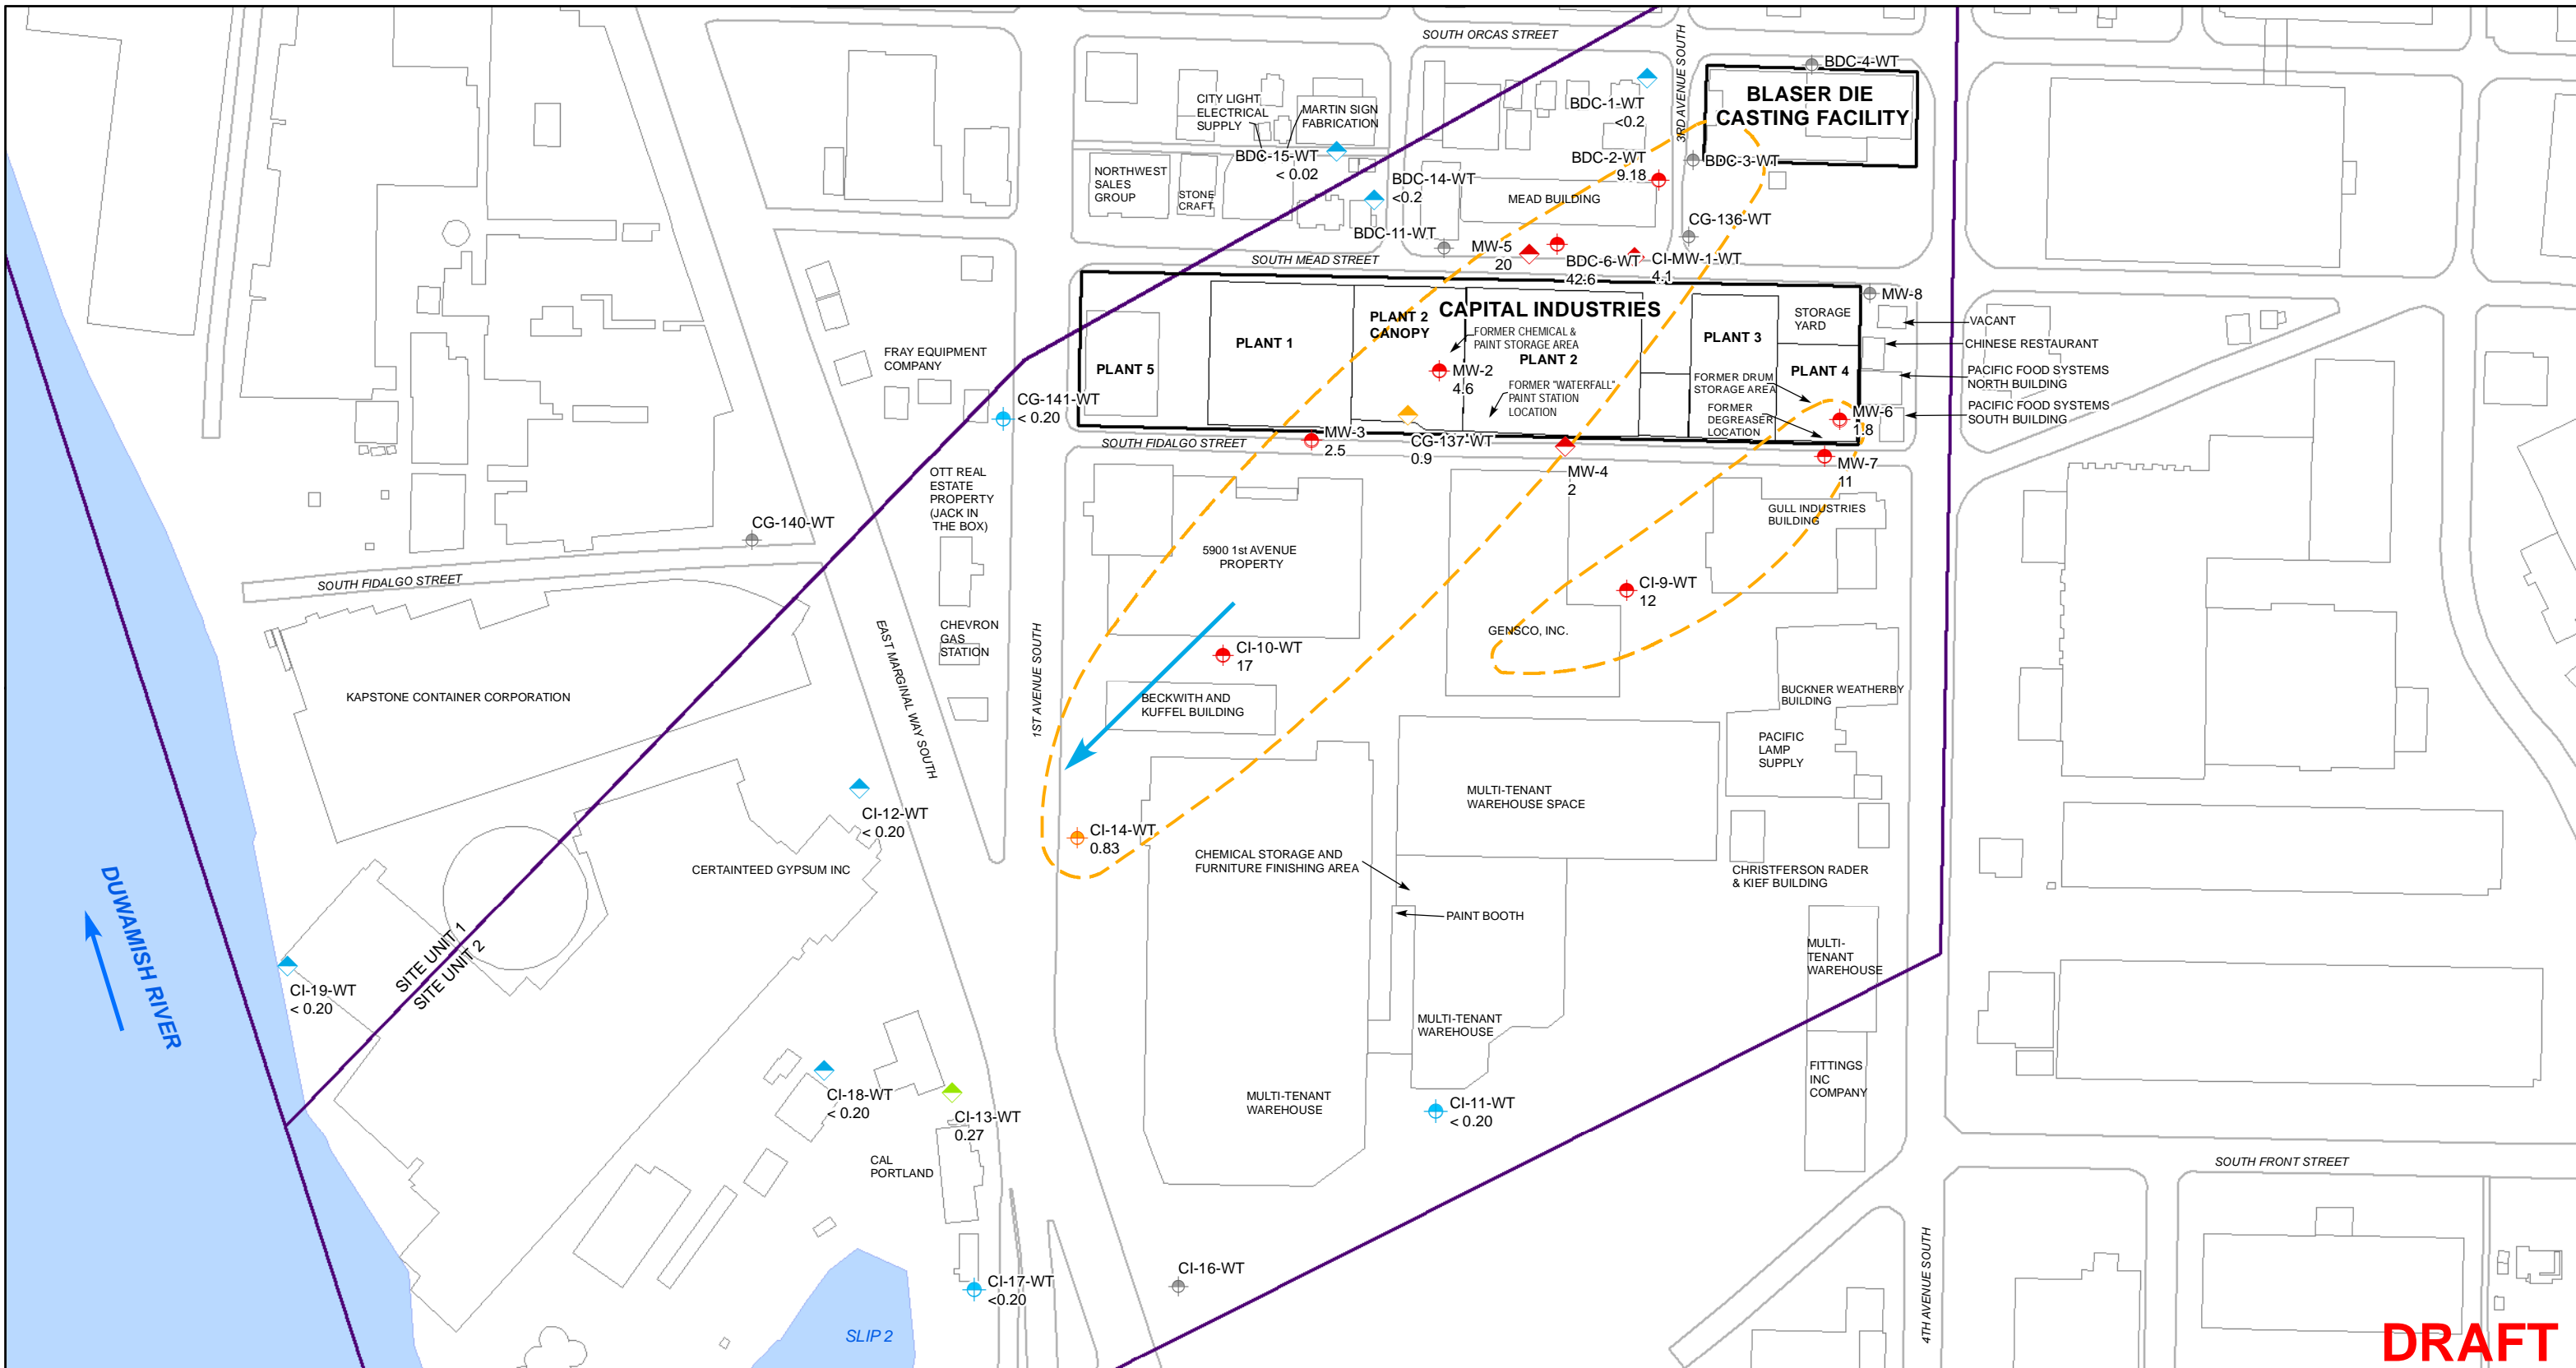 SOUTH ORCAS STREET
3RD AVENUE SOUTH
BDC-4-WT
BLASER DIE
CASTING FACILITY
BDC-1-WT
<0.2
CITY LIGHT
ELECTRICAL
SUPPLY
MARTIN SIGN
FABRICATION
BDC-15-WT
< 0.02
BDC-2-WT
9.18
BDC-3-WT
NORTHWEST
SALES
GROUP
STONE
CRAFT
BDC-14-WT
<0.2
MEAD BUILDING
CG-136-WT
BDC-11-WT
MW-5
20
BDC-6-WT
42.6
CI-MW-1-WT
4.1
SOUTH MEAD STREET
MW-8
CAPITAL INDUSTRIES
PLANT 5
PLANT 1
PLANT 2
CANOPY
FORMER CHEMICAL &
PAINT STORAGE AREA
PLANT 2
MW-2
4.6
FORMER "WATERFALL"
PAINT STATION
LOCATION
PLANT 3
STORAGE
YARD
PLANT 4
FORMER DRUM
STORAGE AREA
FORMER
DEGREASER
LOCATION
MW-6
1.8
VACANT
CHINESE RESTAURANT
PACIFIC FOOD SYSTEMS
NORTH BUILDING
PACIFIC FOOD SYSTEMS
SOUTH BUILDING
FRAY EQUIPMENT
COMPANY
CG-141-WT
< 0.20
SOUTH FIDALGO STREET
MW-3
2.5
CG-137-WT
0.9
MW-4
2
MW-7
11
OTT REAL
ESTATE
PROPERTY
(JACK IN
THE BOX)
CG-140-WT
SOUTH FIDALGO STREET
5900 1st AVENUE
PROPERTY
GULL INDUSTRIES
BUILDING
CI-9-WT
12
GENSCO, INC.
CHEVRON
GAS
STATION
EAST MARGINAL WAY SOUTH
1ST AVENUE SOUTH
CI-10-WT
17
KAPSTONE CONTAINER CORPORATION
BECKWITH AND
KUFFEL BUILDING
BUCKNER WEATHERBY
BUILDING
PACIFIC
LAMP
SUPPLY
CI-12-WT
< 0.20
MULTI-TENANT
WAREHOUSE SPACE
CI-14-WT
0.83
CERTAINTEED GYPSUM INC
CHEMICAL STORAGE AND
FURNITURE FINISHING AREA
PAINT BOOTH
CHRISTFERSON RADER
& KIEF BUILDING
DUWAMISH RIVER
SITE UNIT 1
SITE UNIT 2
CI-19-WT
< 0.20
MULTI-
TENANT
WAREHOUSE
MULTI-TENANT
WAREHOUSE
CI-18-WT
< 0.20
CI-13-WT
0.27
MULTI-TENANT
WAREHOUSE
CI-11-WT
< 0.20
FITTINGS
INC
COMPANY
CAL
PORTLAND
SOUTH FRONT STREET
CI-17-WT
<0.20
CI-16-WT
SLIP 2
4TH AVENUE SOUTH
DRAFT